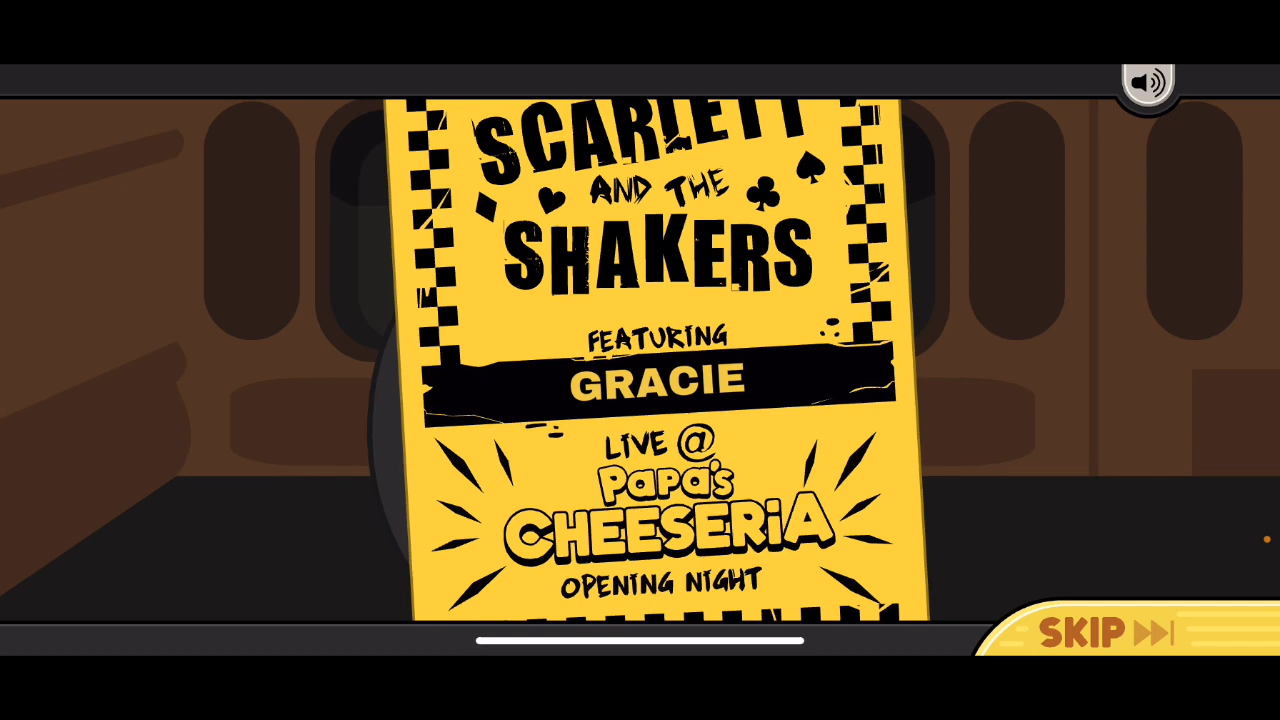 SCARLETT
AND THE
SHAKERS
FEATURING
GRACIE
LIVE @
Papa's
CHEESERiA
OPENING NIGHT
SKIP